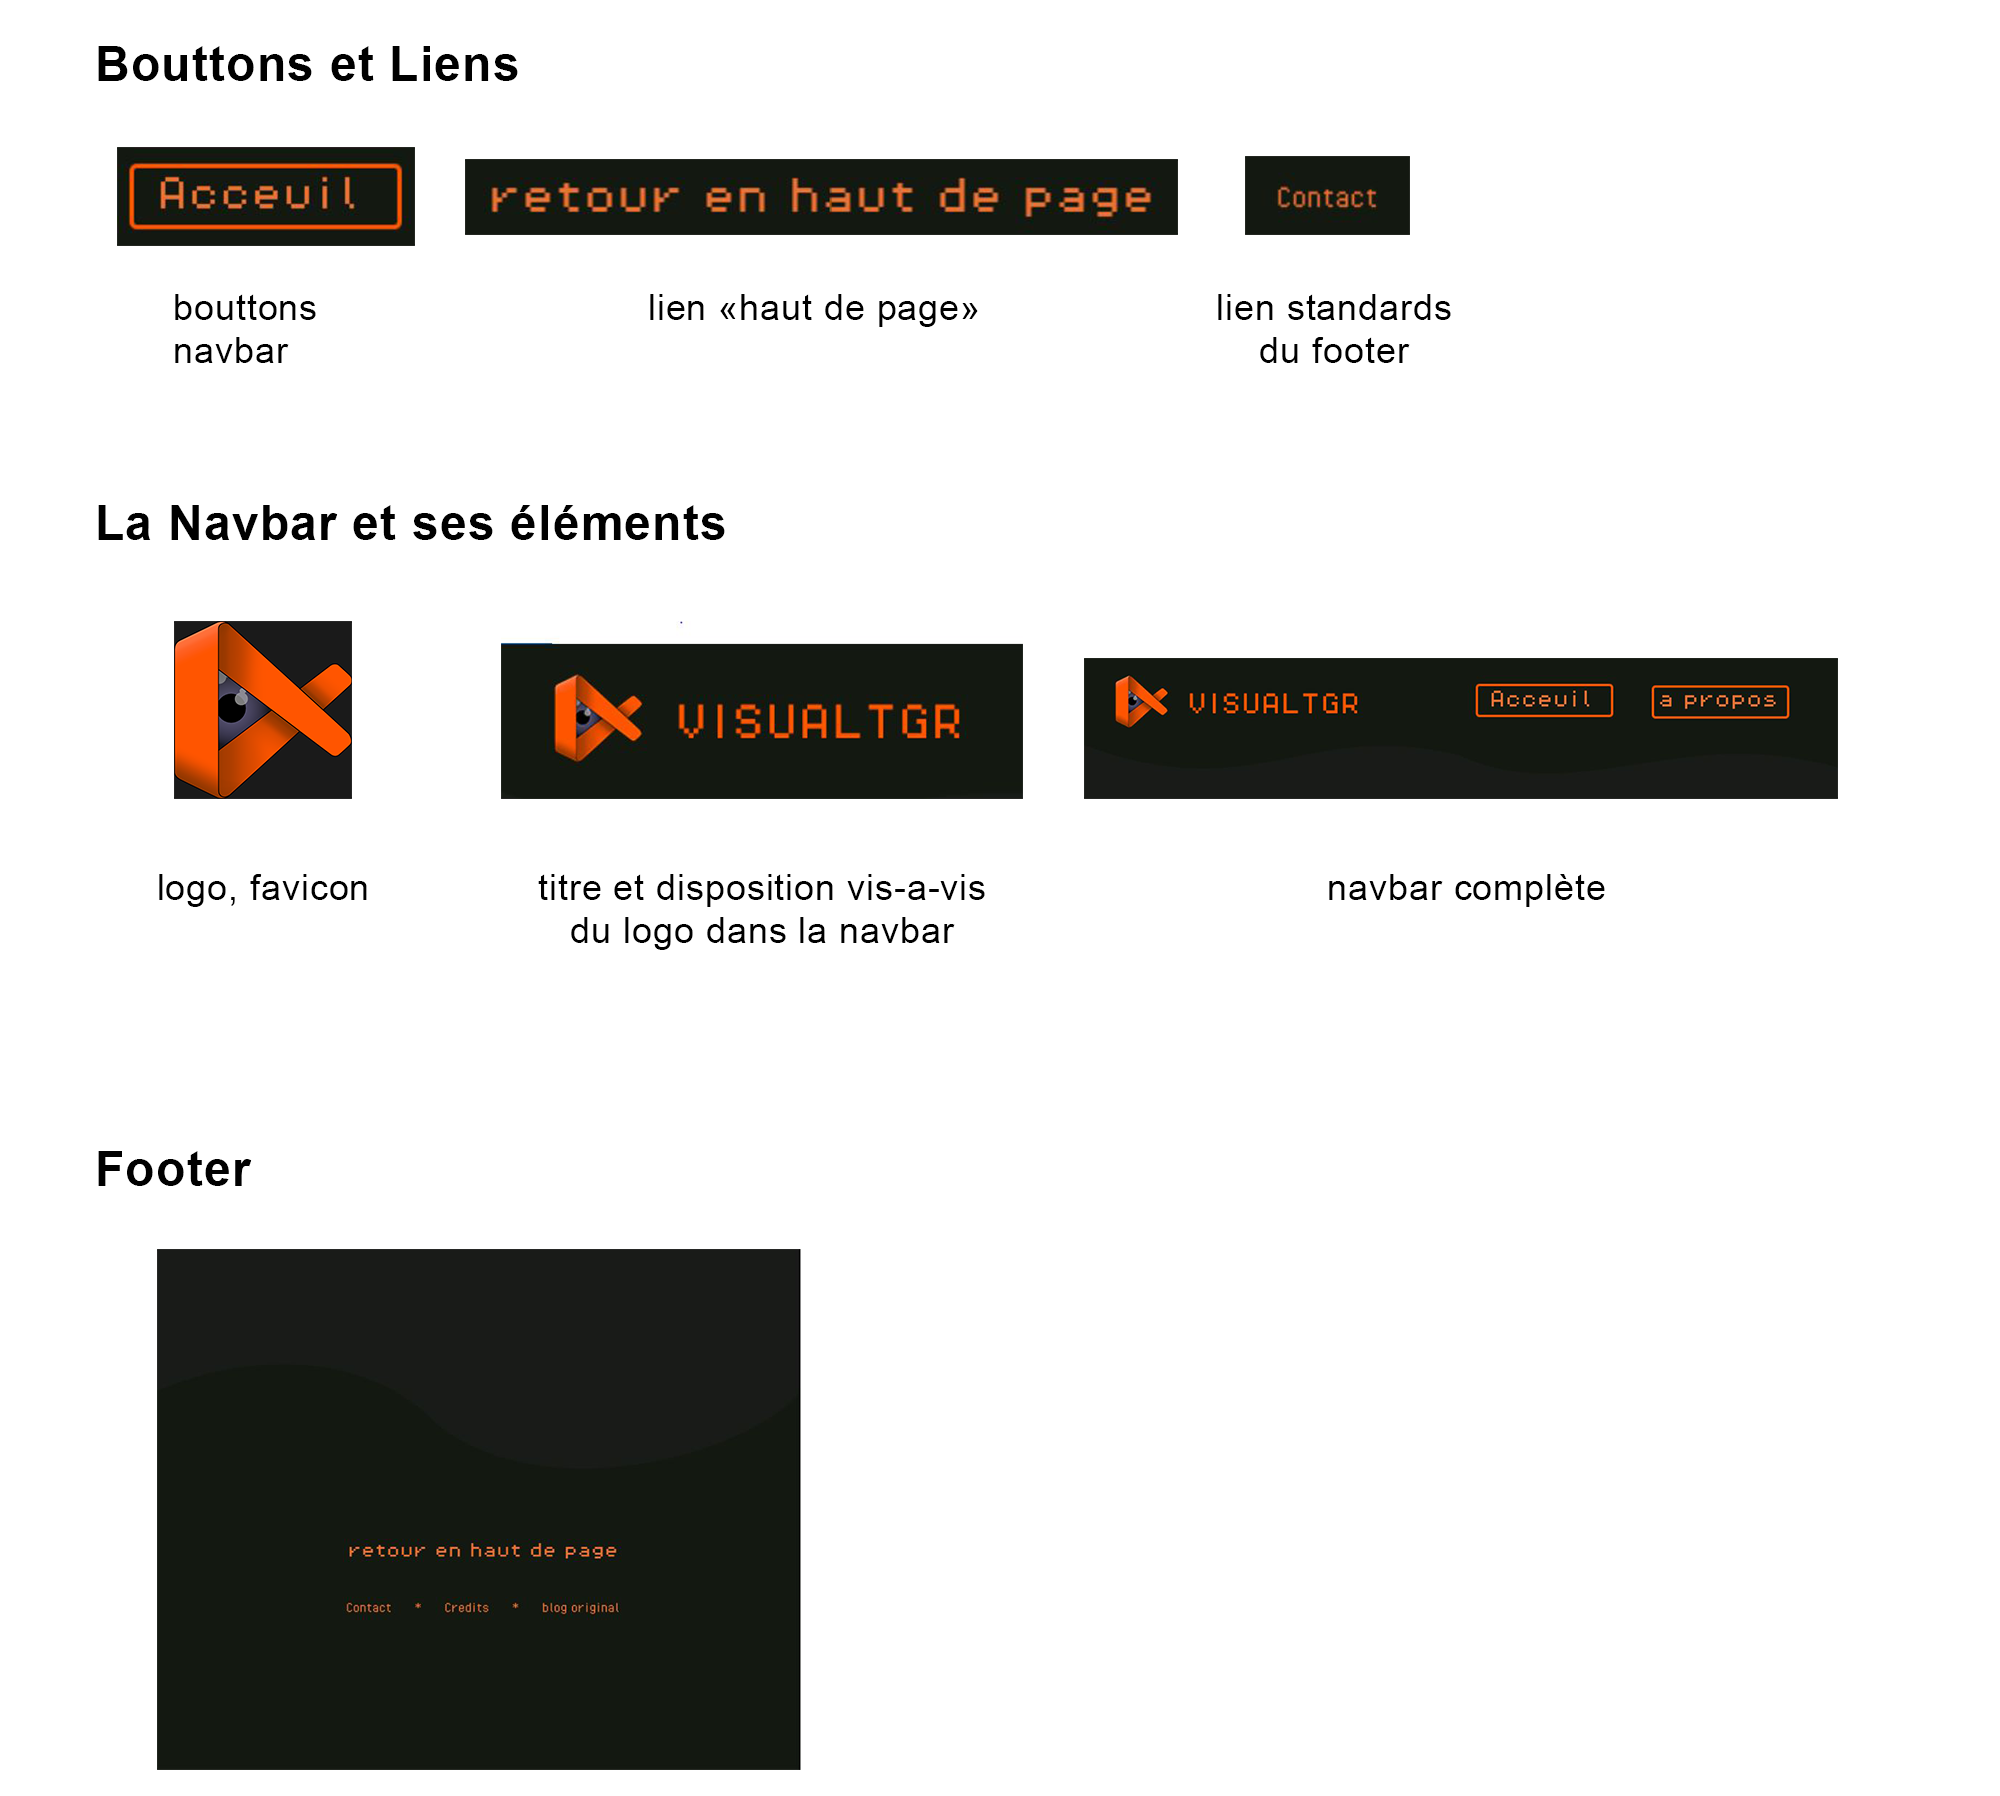 Bouttons et Liens
Acceuil
retour en haut de page
Contact
bouttons
navbar
lien «haut de page»
lien standards
du footer
La Navbar et ses éléments
VISUALTGR
VISUALTGR
Acceuil
a propos
logo, favicon
titre et disposition vis-a-vis
du logo dans la navbar
navbar complète
Footer
retour en haut de page
Contact * Credits * blog original